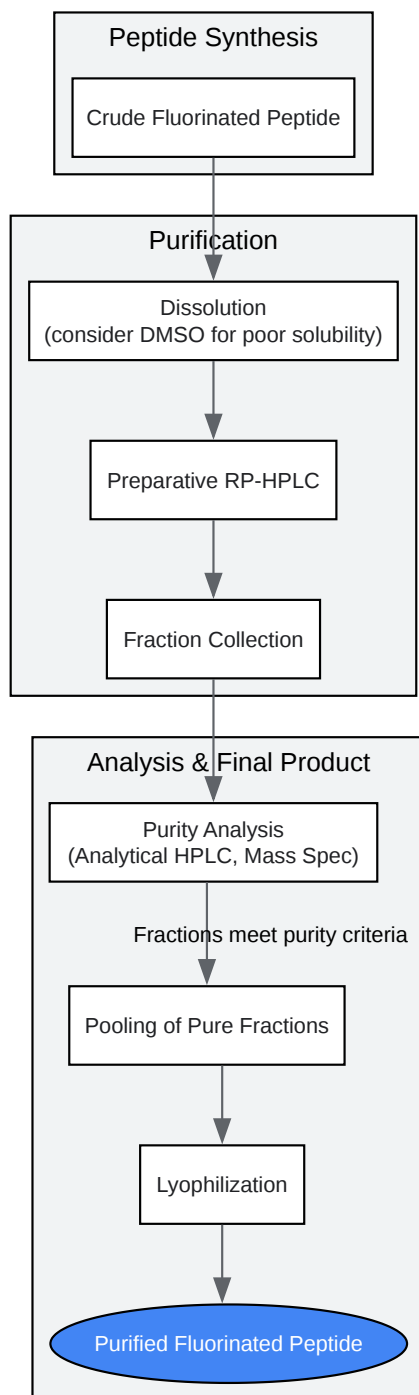 Peptide Synthesis
Crude Fluorinated Peptide
Purification
Dissolution
(consider DMSO for poor solubility)
Preparative RP-HPLC
Fraction Collection
Analysis & Final Product
Purity Analysis
(Analytical HPLC, Mass Spec)
Fractions meet purity criteria
Pooling of Pure Fractions
Lyophilization
Purified Fluorinated Peptide